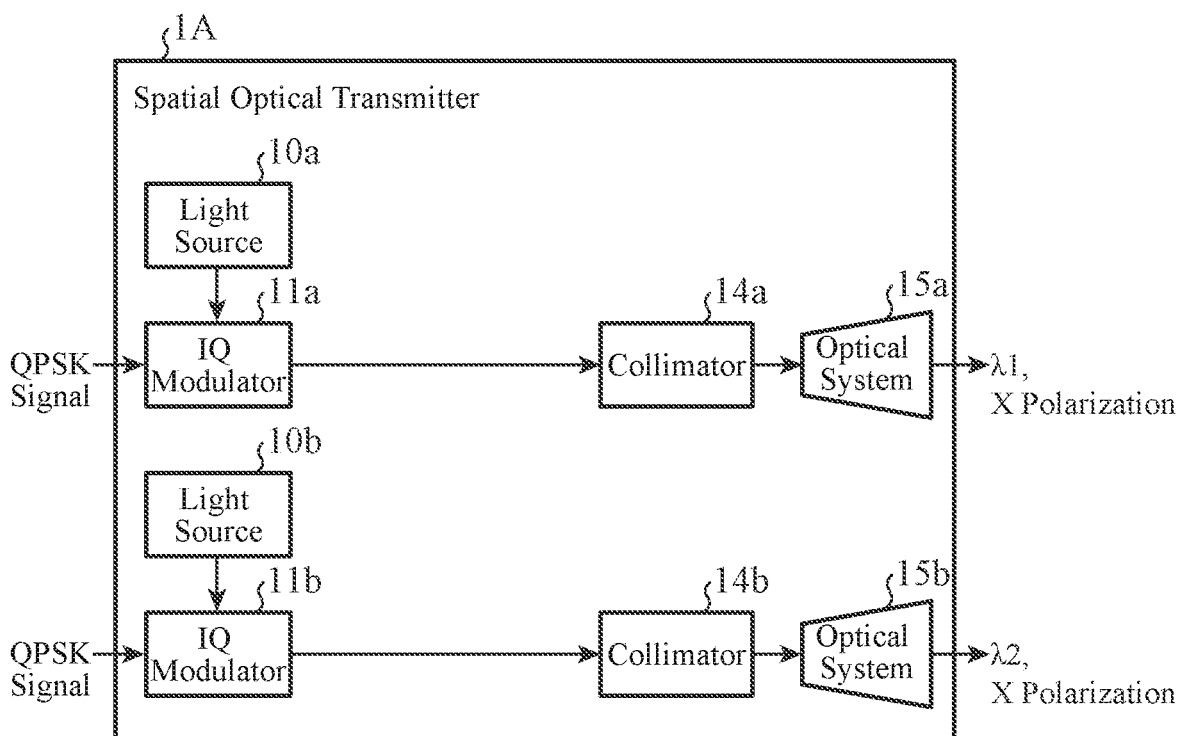 1A
Spatial Optical Transmitter
10a
Light
Source
11a
14a
15a
QPSK
Signal
IQ
Modulator
Collimator
Optical
System
λ1,
X Polarization
10b
Light
Source
11b
14b
15b
QPSK
Signal
IQ
Modulator
Collimator
Optical
System
λ2,
X Polarization